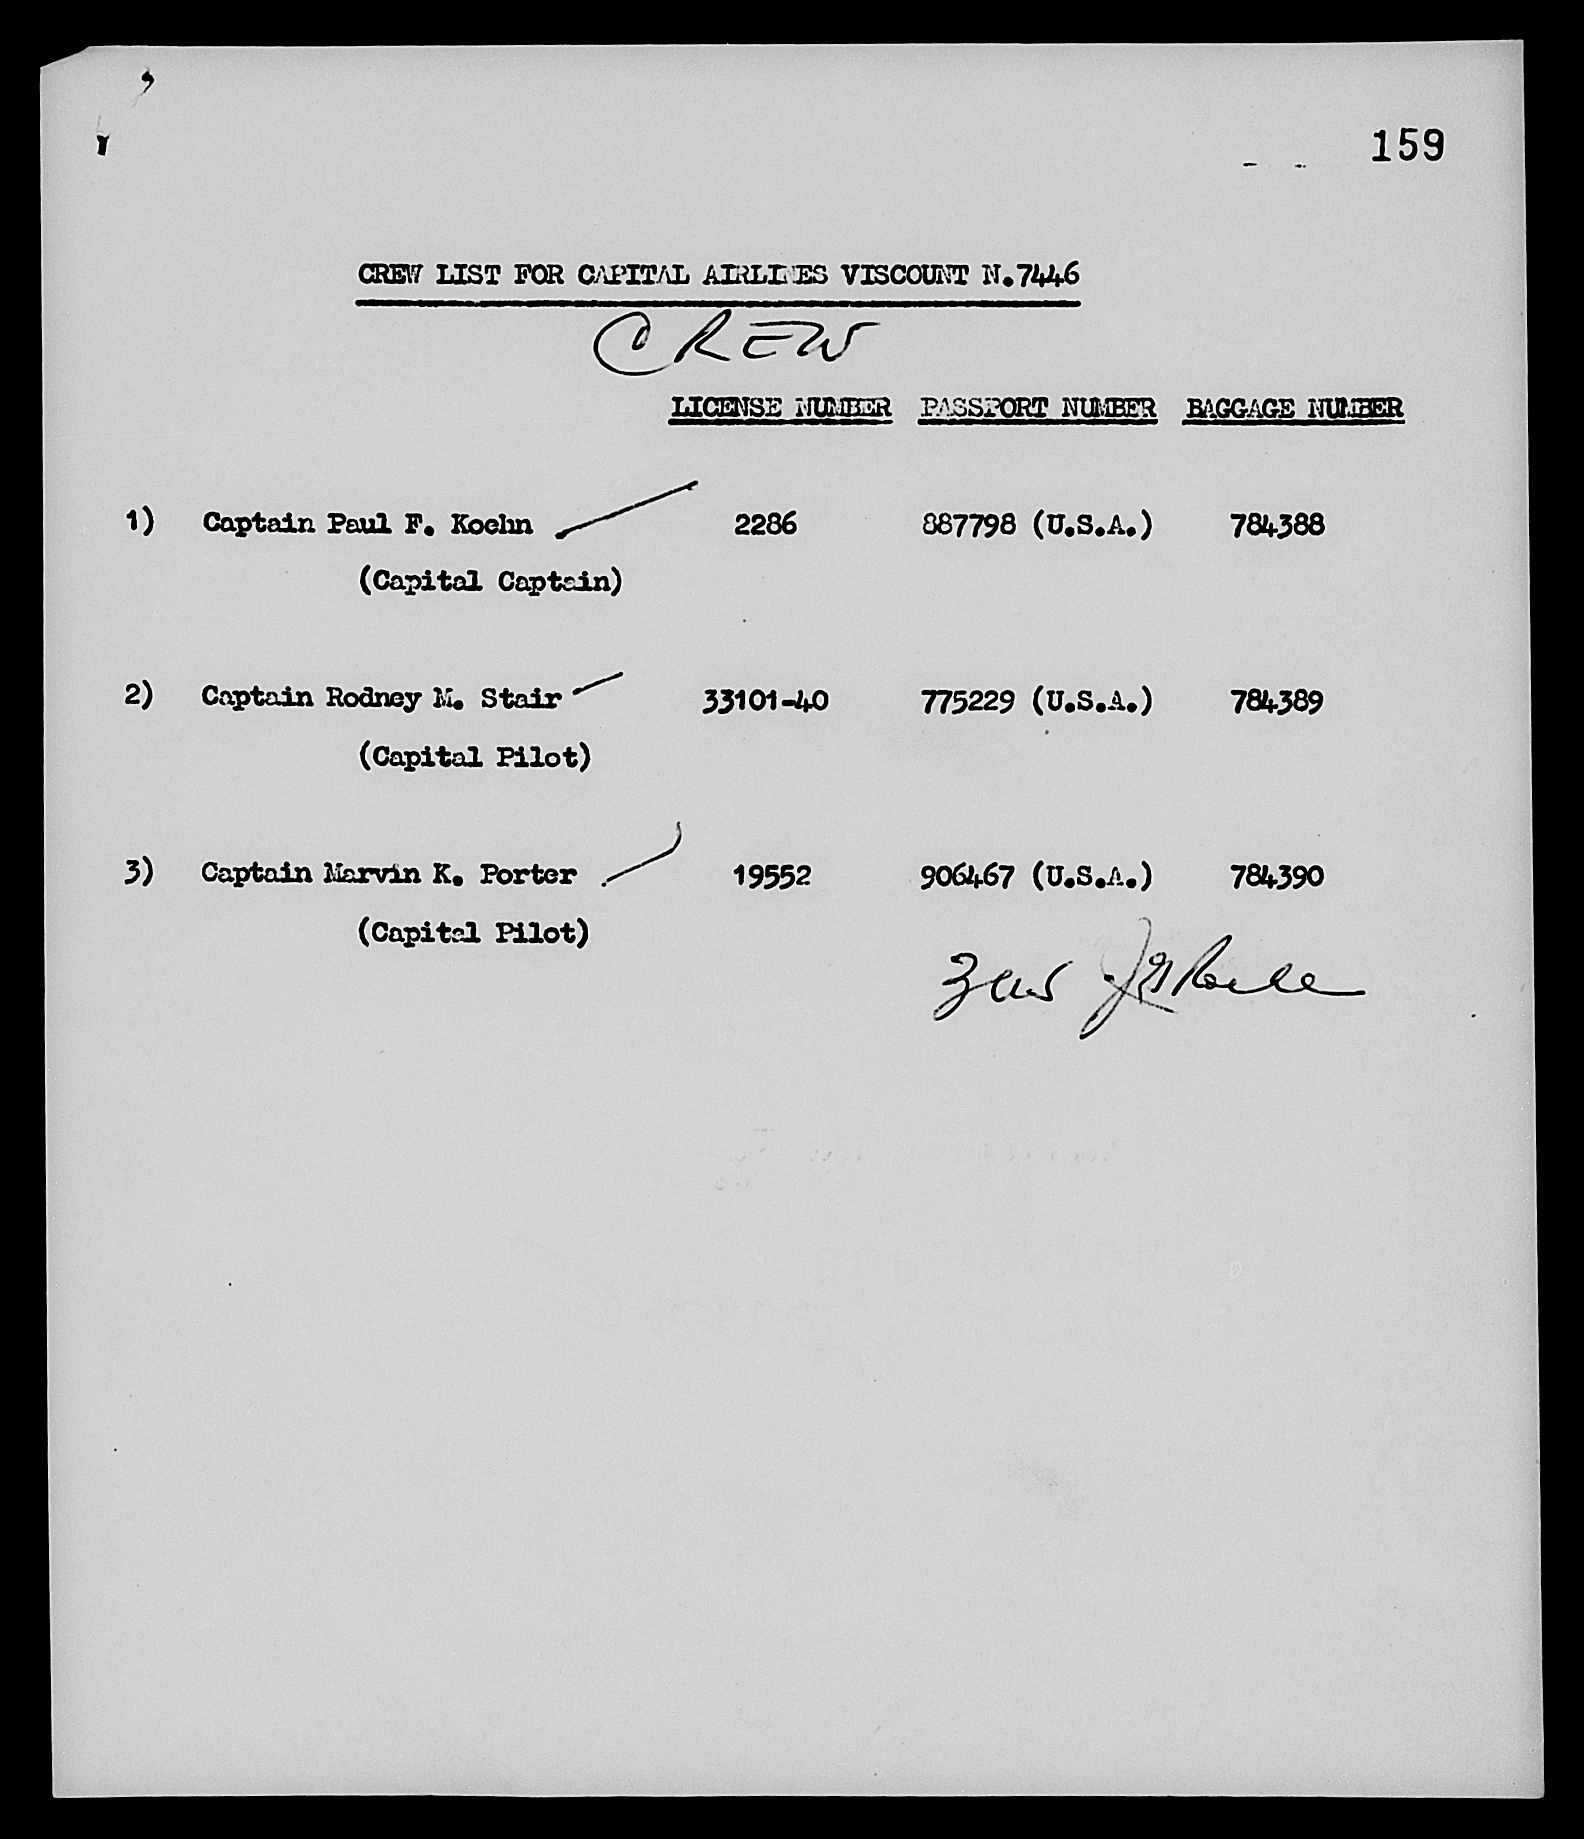 159
CREW LIST FOR CAPITAL AIRLINES VISCOUNT N.7446
CREW
LICENSE NUMBER PASSPORT NUMBER BAGGAGE NUMBER
1) Captain Paul F. Koehn 2286 887798 (U.S.A.) 784388
(Capital Captain)
2) Captain Rodney M. Stair 33101-40 775229 (U.S.A.) 784389
(Capital Pilot)
3) Captain Marvin K. Porter 19552 906467 (U.S.A.) 784390
(Capital Pilot)